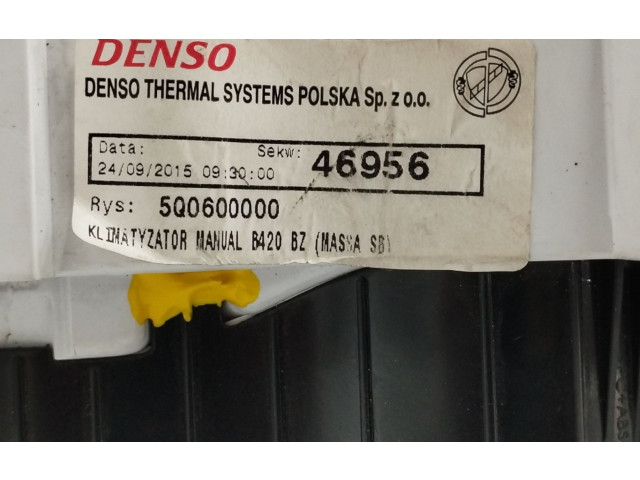 DENSO
DENSO THERMAL SYSTEMS POLSKA Sp. z o.o.
Data: Sekw: 46956
24/09/2015 09:30:00
Rys: 5Q0600000
KLIMATYZATOR MANUAL B420 BZ (MASKA SB)